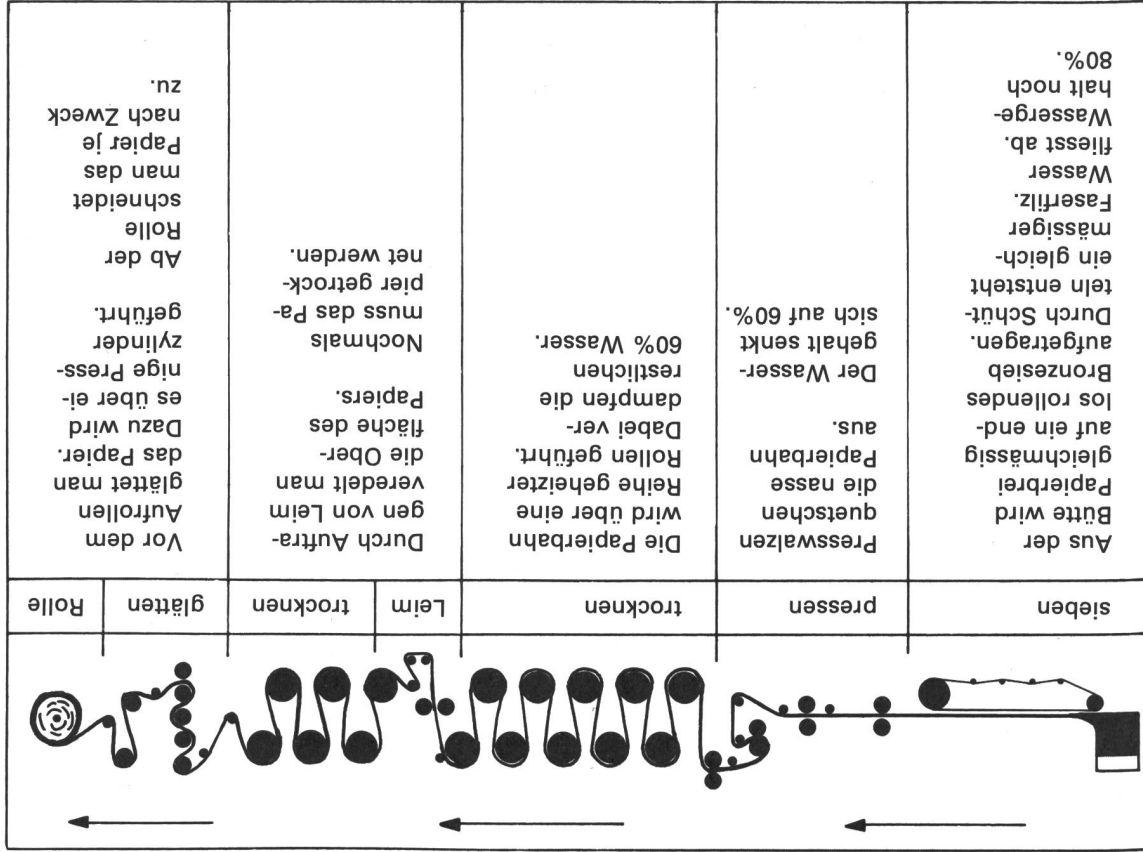 sieben
pressen
trocknen
Leim
trocknen
glätten
Rolle
Aus der
Bütte wird
Papierbrei
gleichmässig
auf ein end-
los rollendes
Bronzesieb
aufgetragen.
Durch Schüt-
teln entsteht
ein gleich-
mässiger
Faserfilz.
Wasser
fliesst ab.
Wasserge-
halt noch
80%.
Presswalzen
quetschen
die nasse
Papierbahn
aus.
Der Wasser-
gehalt senkt
sich auf 60%.
Die Papierbahn
wird über eine
Reihe geheizter
Rollen geführt.
Dabei ver-
dampfen die
restlichen
60% Wasser.
Durch Auftra-
gen von Leim
veredelt man
die Ober-
fläche des
Papiers.
Nochmals
muss das Pa-
pier getrock-
net werden.
Vor dem
Aufrollen
glättet man
das Papier.
Dazu wird
es über ei-
nige Press-
zylinder
geführt.
Ab der
Rolle
schneidet
man das
Papier je
nach Zweck
zu.